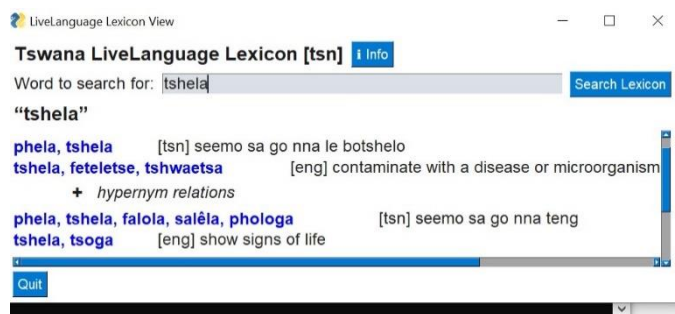 LiveLanguage Lexicon View
Tswana LiveLanguage Lexicon [tsn] i Info
Word to search for: tshela Search Lexicon
“tshela”
phela, tshela [tsn] seemo sa go nna le botshelo
tshela, feteletse, tshwaetsa [eng] contaminate with a disease or microorganism
+ hypernym relations
phela, tshela, falola, salêla, phologa [tsn] seemo sa go nna teng
tshela, tsoga [eng] show signs of life
Quit